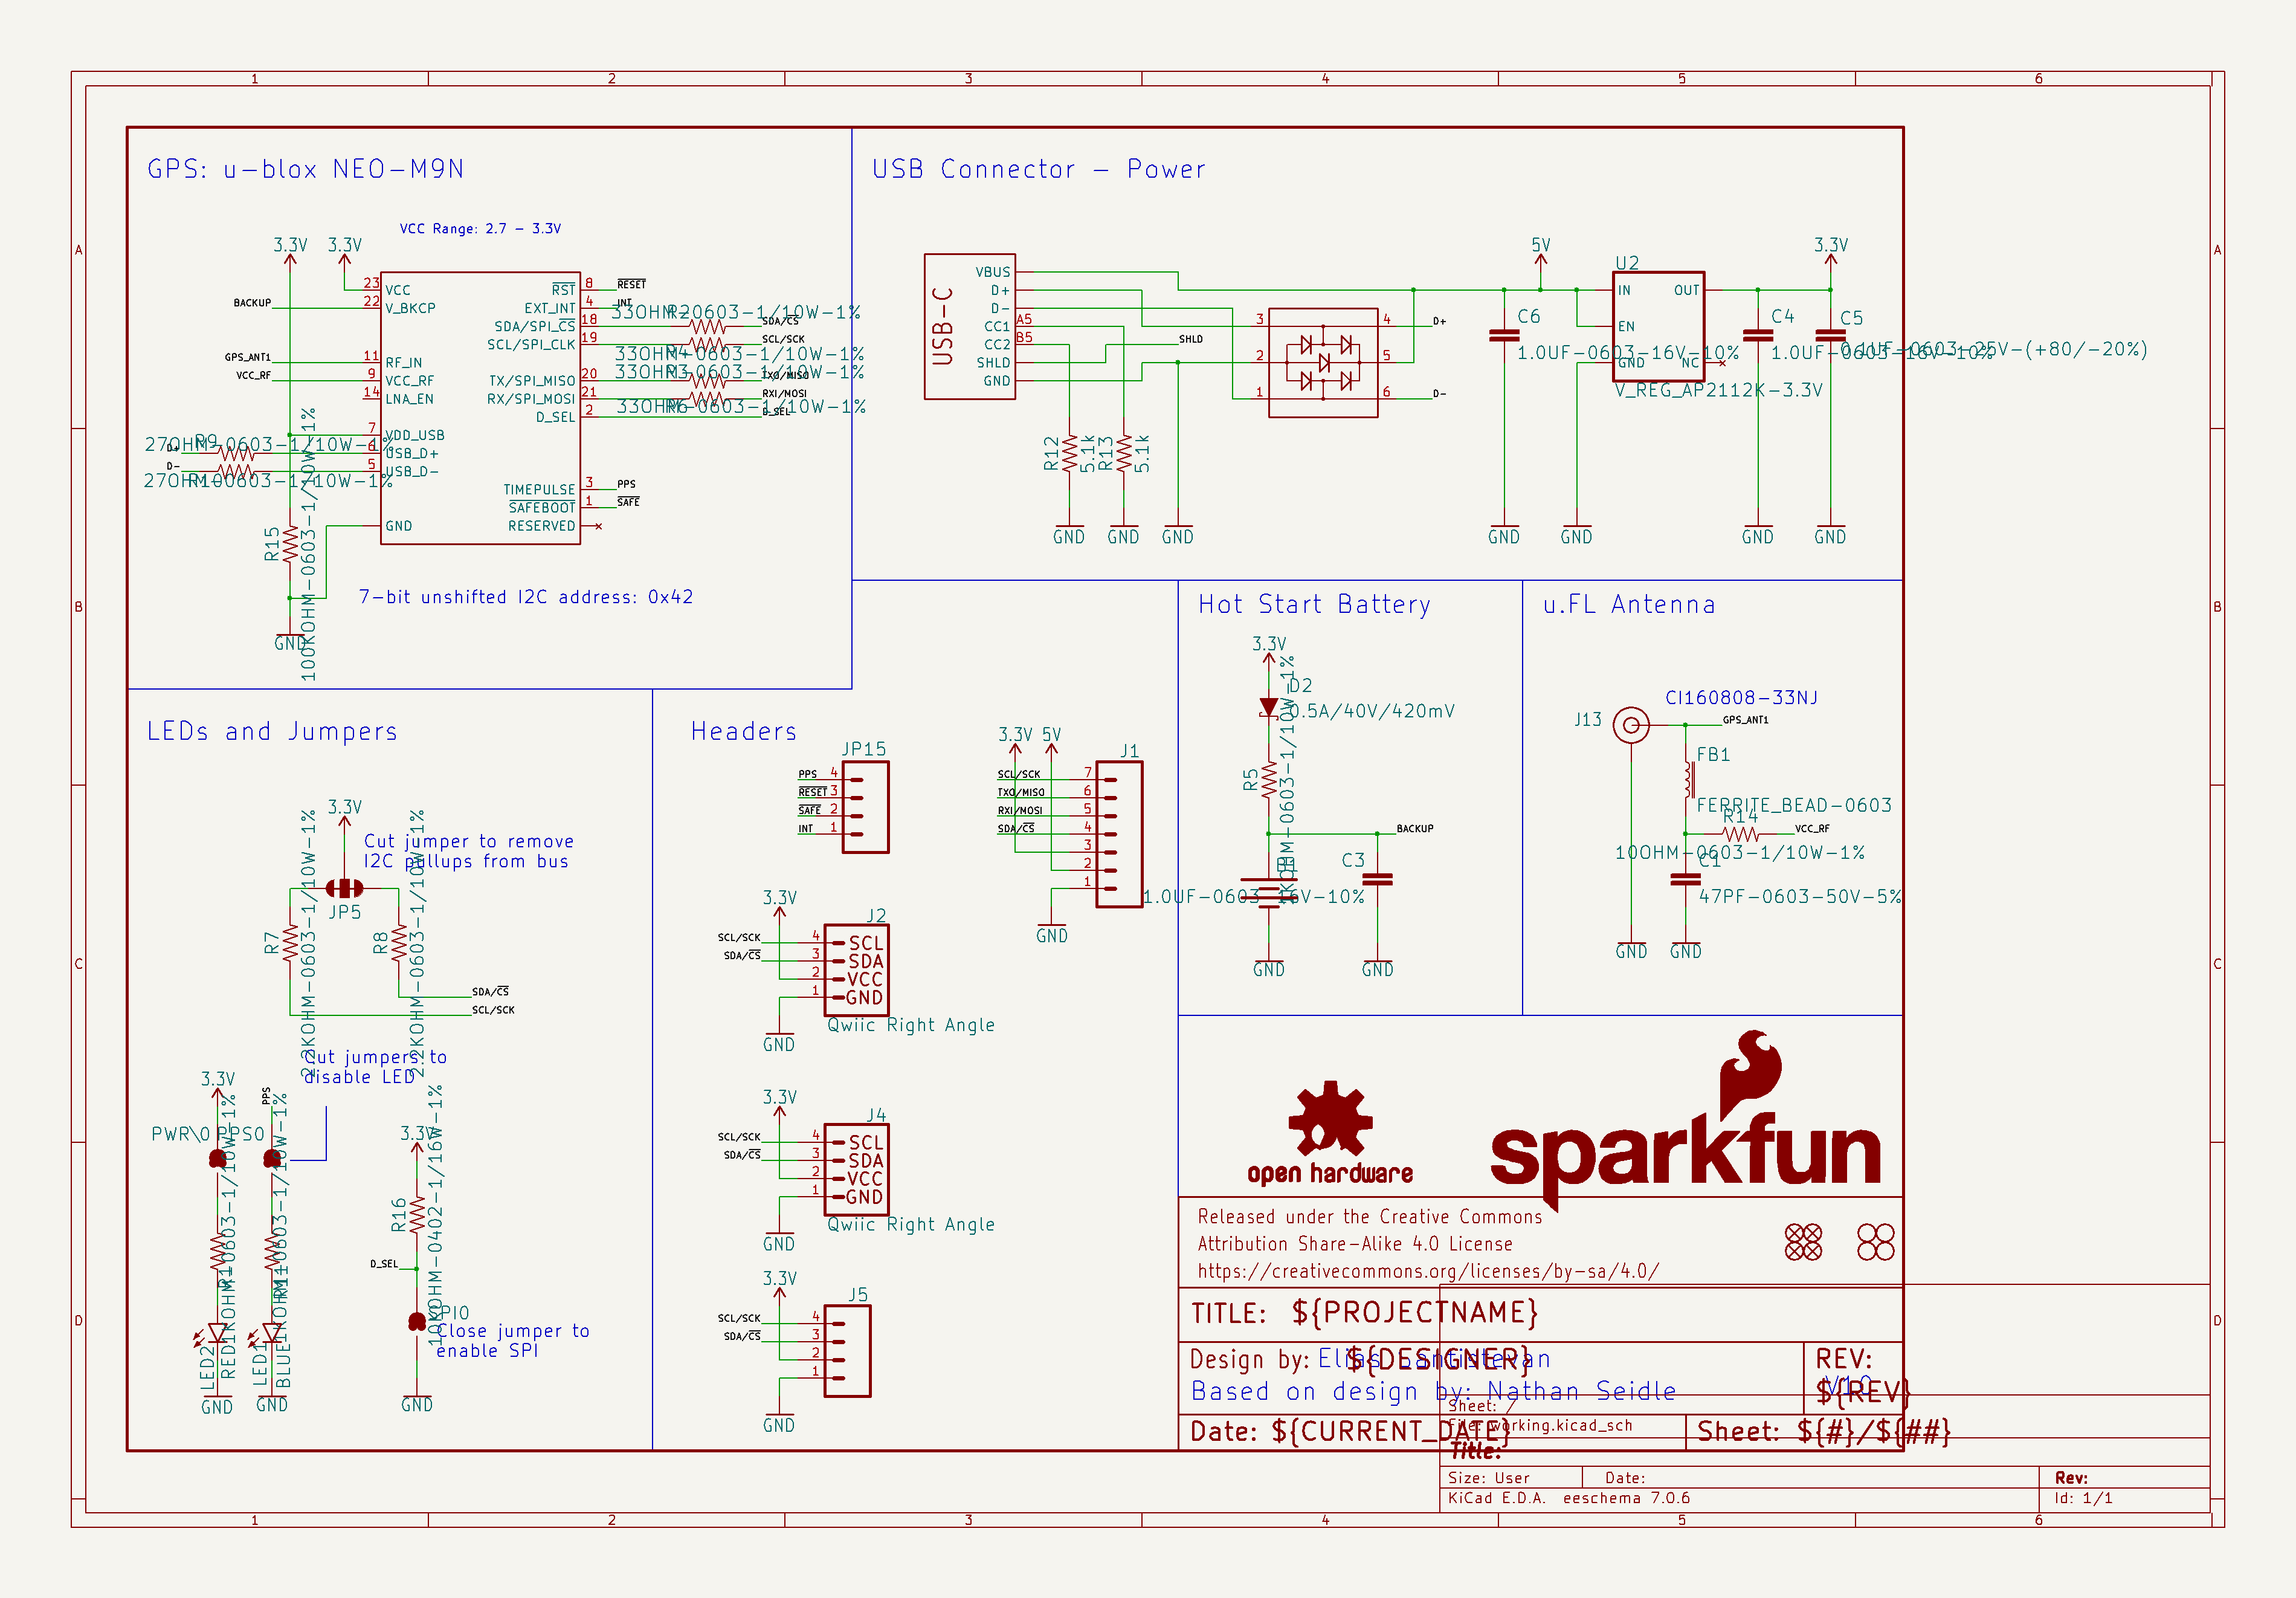 1 2 3 4 5 6
A
B
C
D
GPS: u-blox NEO-M9N
VCC Range: 2.7 - 3.3V
3.3V 3.3V
BACKUP
GPS_ANT1
VCC_RF
23 VCC
22 V_BKCP
11 RF_IN
9 VCC_RF
14 LNA_EN
7 VDD_USB
6 USB_D+
5 USB_D-
GND
RST 8 RESET
EXT_INT 4 INT
SDA/SPI_CS 18 SDA/CS
SCL/SPI_CLK 19 SCL/SCK
TX/SPI_MISO 20 TXO/MISO
RX/SPI_MOSI 21 RXI/MOSI
D_SEL 2 D_SEL
TIMEPULSE 3 PPS
SAFEBOOT 1 SAFE
RESERVED
33OHM-0603-1/10W-1%
33OHM-0603-1/10W-1%
33OHM-0603-1/10W-1%
33OHM-0603-1/10W-1%
R9
27OHM-0603-1/10W-1%
D+
D-
R10
27OHM-0603-1/10W-1%
R15
100KOHM-0603-1/10W-1%
GND
7-bit unshifted I2C address: 0x42
USB Connector - Power
USB-C
VBUS
D+
D-
CC1 A5
CC2 B5
SHLD
GND
SHLD
R12 5.1k
R13 5.1k
GND GND GND
3 4 D+
2 5
1 6 D-
5V
C6
1.0UF-0603-16V-10%
U2
IN OUT
EN
GND NC
V_REG_AP2112K-3.3V
3.3V
C4
1.0UF-0603-16V-10%
C5
0.1UF-0603-25V-(+80/-20%)
GND GND GND GND
Hot Start Battery
3.3V
D2
0.5A/40V/420mV
R5
1KOHM-0603-1/10W-1%
BACKUP
B1
C3
1.0UF-0603-16V-10%
GND GND
u.FL Antenna
CI160808-33NJ
J13
GPS_ANT1
FB1
FERRITE_BEAD-0603
R14
VCC_RF
10OHM-0603-1/10W-1%
C1
47PF-0603-50V-5%
GND GND
LEDs and Jumpers
3.3V
Cut jumper to remove
I2C pullups from bus
JP5
R7
2.2KOHM-0603-1/10W-1%
R8
2.2KOHM-0603-1/10W-1%
SDA/CS
SCL/SCK
Cut jumpers to
disable LED
3.3V
PPS
PWR\0 PPS0
1KOHM-0603-1/10W-1%
R11
1KOHM-0603-1/10W-1%
LED2
RED
LED1
BLUE
GND GND
3.3V
R16
10KOHM-0402-1/16W-1%
D_SEL
SPI0
Close jumper to
enable SPI
GND
Headers
JP15
PPS 4
RESET 3
SAFE 2
INT 1
3.3V 5V
J1
SCL/SCK 7
TXO/MISO 6
RXI/MOSI 5
SDA/CS 4
3
2
1
GND
3.3V
J2
SCL/SCK 4 SCL
SDA/CS 3 SDA
2 VCC
1 GND
Qwiic Right Angle
GND
3.3V
J4
SCL/SCK 4 SCL
SDA/CS 3 SDA
2 VCC
1 GND
Qwiic Right Angle
GND
3.3V
J5
SCL/SCK 4
SDA/CS 3
2
1
GND
open hardware
sparkfun
Released under the Creative Commons
Attribution Share-Alike 4.0 License
https://creativecommons.org/licenses/by-sa/4.0/
TITLE: ${PROJECTNAME}
Design by: Elias Santistevan
${DESIGNER}
Based on design by: Nathan Seidle
REV:
${REV}
Date: ${CURRENT_DATE}
Sheet: ${#}/${##}
Sheet: /
File: working.kicad_sch
Title:
Size: User Date: Rev:
KiCad E.D.A. eeschema 7.0.6 Id: 1/1
1 2 3 4 5 6
A
B
C
D